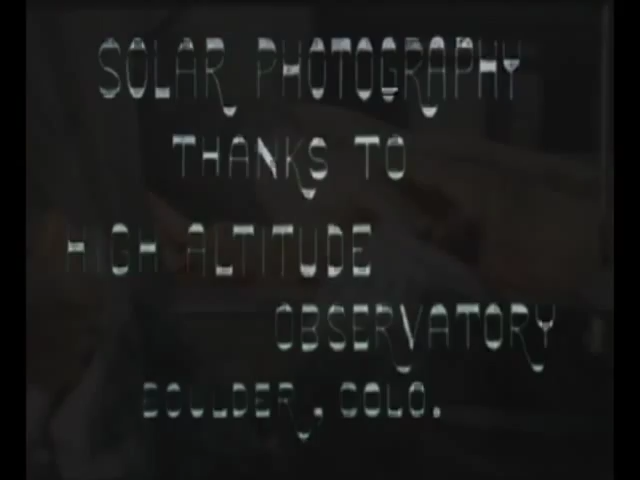 SOLAR PHOTOGRAPHY
THANKS TO
HIGH ALTITUDE
OBSERVATORY
BOULDER, COLO.